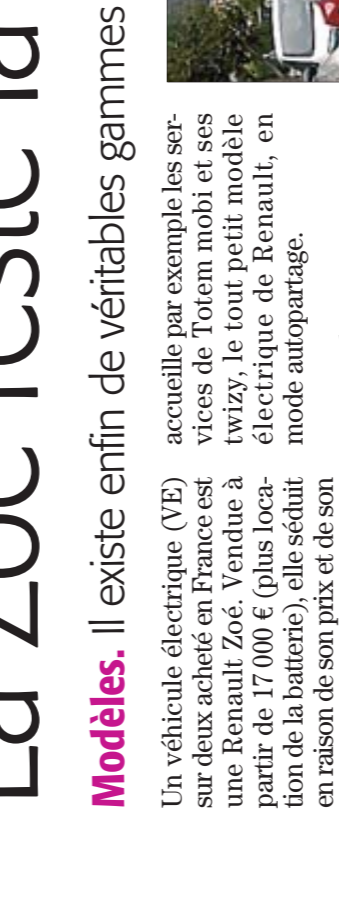 La Zoé reste la
Modèles. Il existe enfin de véritables gammes
Un véhicule électrique (VE)
sur deux acheté en France est
une Renault Zoé. Vendue à
partir de 17 000 € (plus loca-
tion de la batterie), elle séduit
en raison de son prix et de son
accueille par exemple les ser-
vices de Totem mobi et ses
twizy, le tout petit modèle
électrique de Renault, en
mode autopartage.